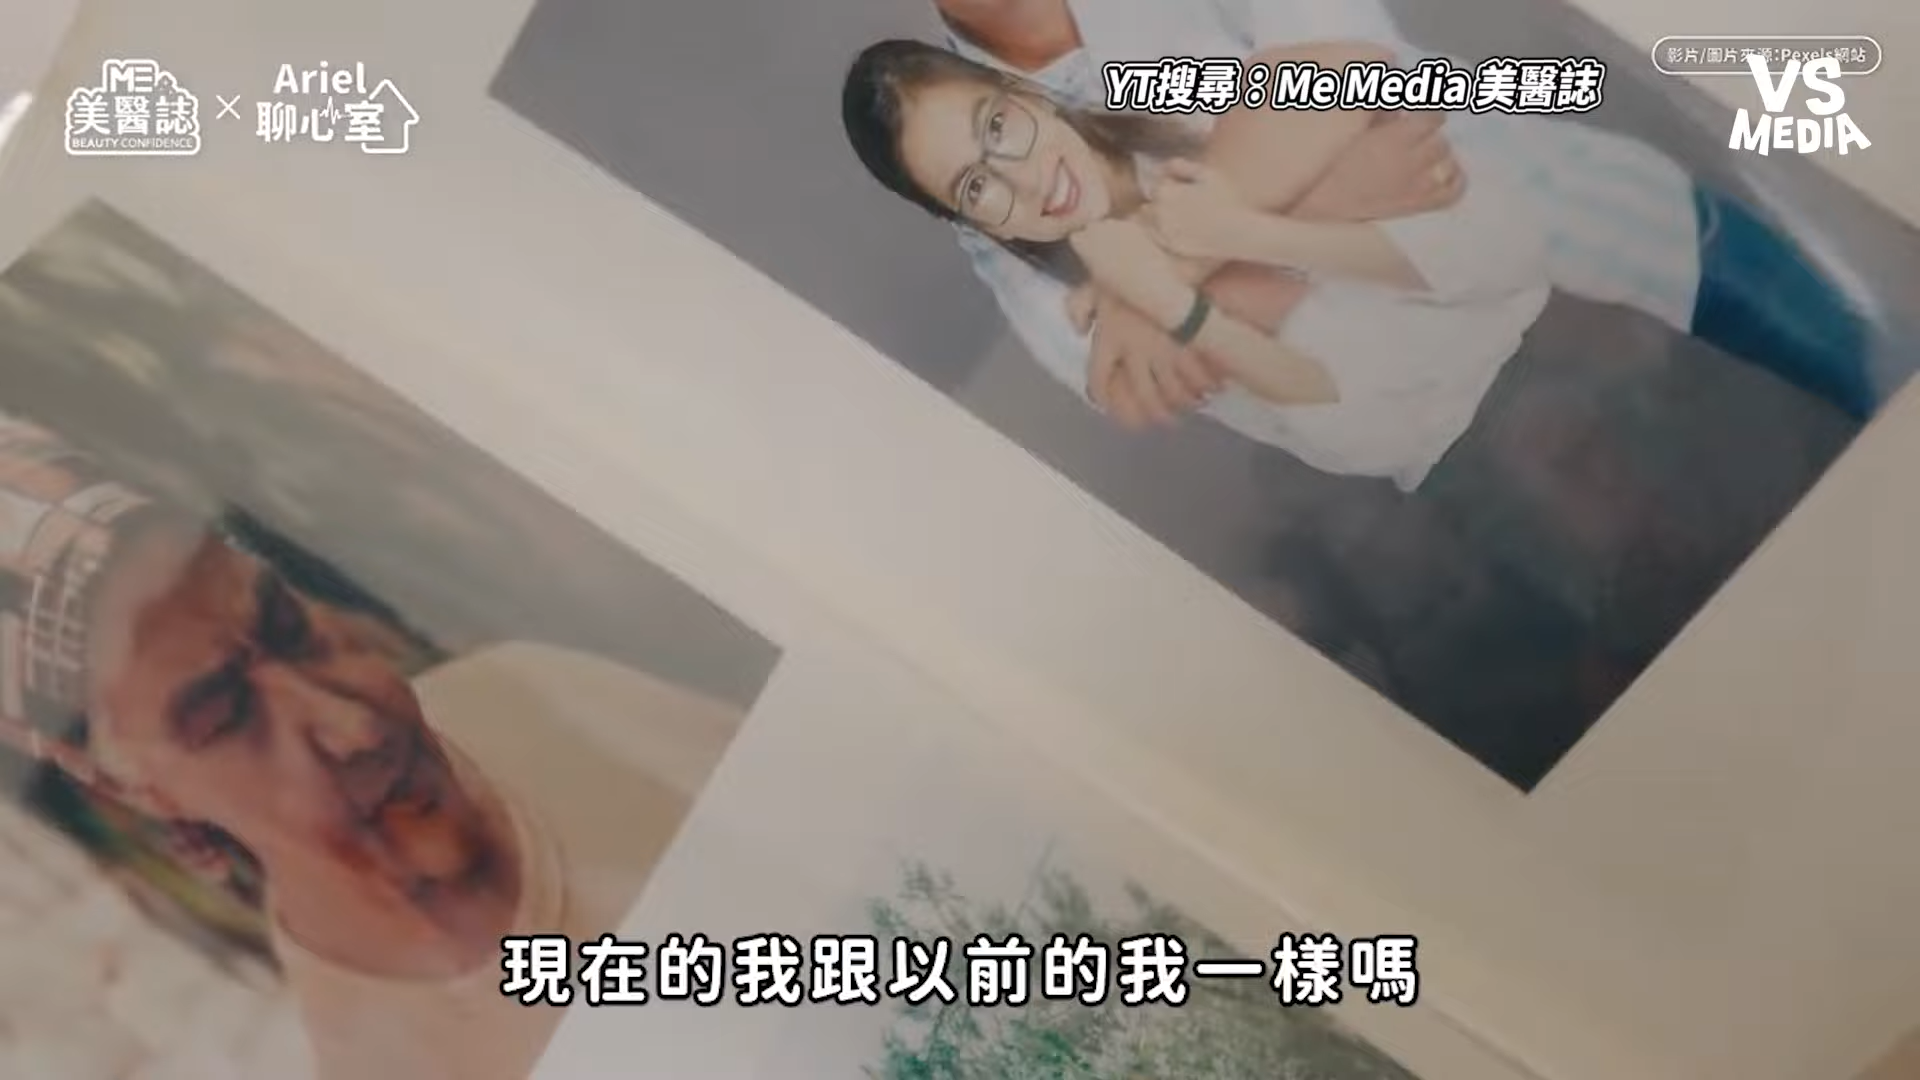 ME
美醫誌
BEAUTY CONFIDENCE
×
Ariel
聊心室
YT搜尋：Me Media 美醫誌
影片/圖片來源:Pexels網站
VS
MEDIA
現在的我跟以前的我一樣嗎